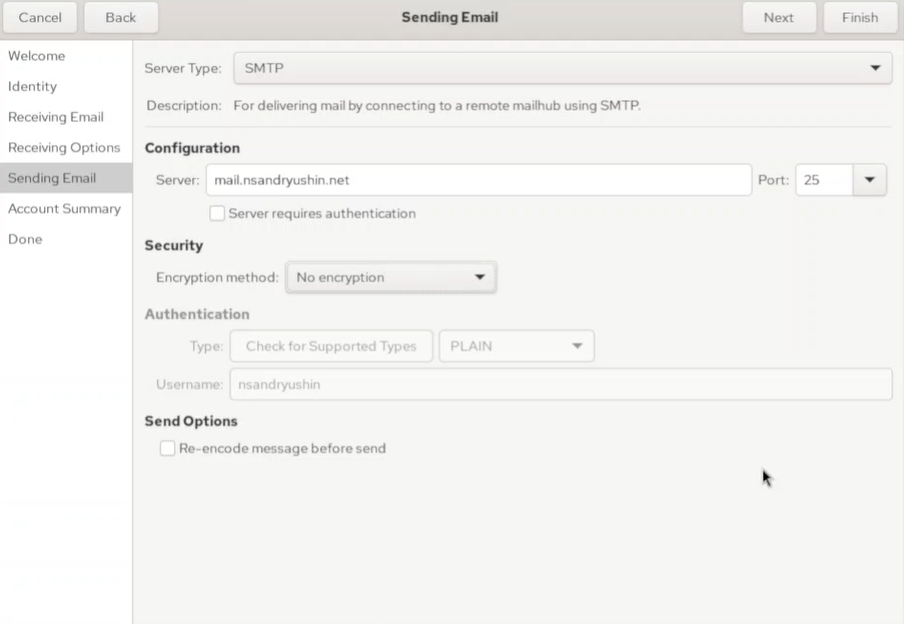 Cancel Back Sending Email Next Finish
Welcome
Identity
Receiving Email
Receiving Options
Sending Email
Account Summary
Done
Server Type: SMTP
Description: For delivering mail by connecting to a remote mailhub using SMTP.
Configuration
Server: mail.nsandryushin.net Port: 25
Server requires authentication
Security
Encryption method: No encryption
Authentication
Type: Check for Supported Types PLAIN
Username: nsandryushin
Send Options
Re-encode message before send